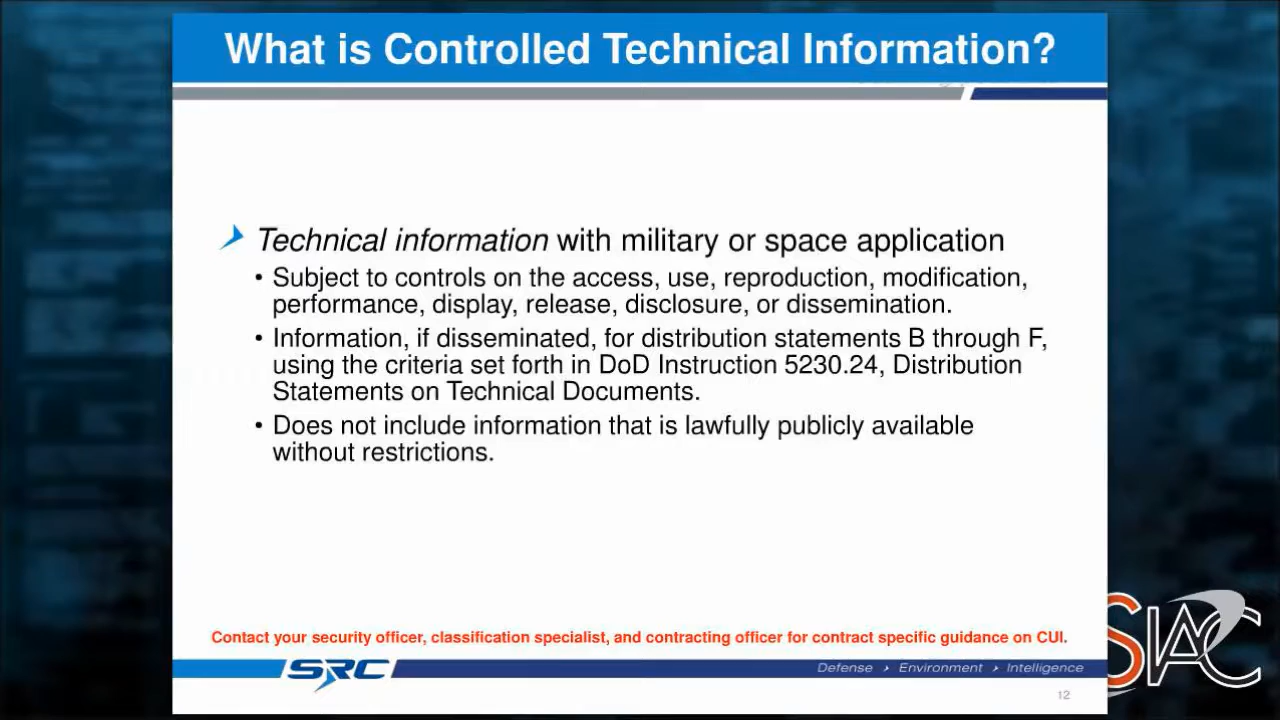 What is Controlled Technical Information?
Technical information with military or space application
• Subject to controls on the access, use, reproduction, modification,
performance, display, release, disclosure, or dissemination.
• Information, if disseminated, for distribution statements B through F,
using the criteria set forth in DoD Instruction 5230.24, Distribution
Statements on Technical Documents.
• Does not include information that is lawfully publicly available
without restrictions.
Contact your security officer, classification specialist, and contracting officer for contract specific guidance on CUI.
SRC
Defense › Environment › Intelligence
12
SIAC